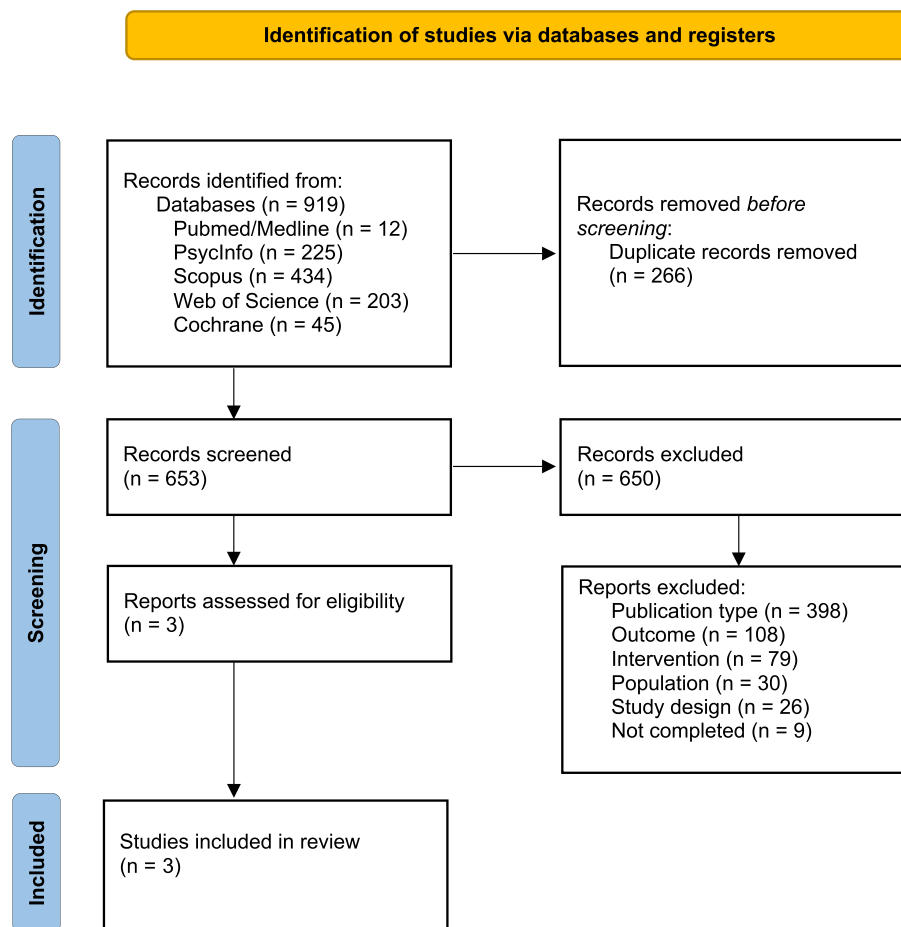 Identification of studies via databases and registers
Identification
Records identified from:
Databases (n = 919)
Pubmed/Medline (n = 12)
PsycInfo (n = 225)
Scopus (n = 434)
Web of Science (n = 203)
Cochrane (n = 45)
Records removed before
screening:
Duplicate records removed
(n = 266)
Screening
Records screened
(n = 653)
Records excluded
(n = 650)
Reports assessed for eligibility
(n = 3)
Reports excluded:
Publication type (n = 398)
Outcome (n = 108)
Intervention (n = 79)
Population (n = 30)
Study design (n = 26)
Not completed (n = 9)
Included
Studies included in review
(n = 3)